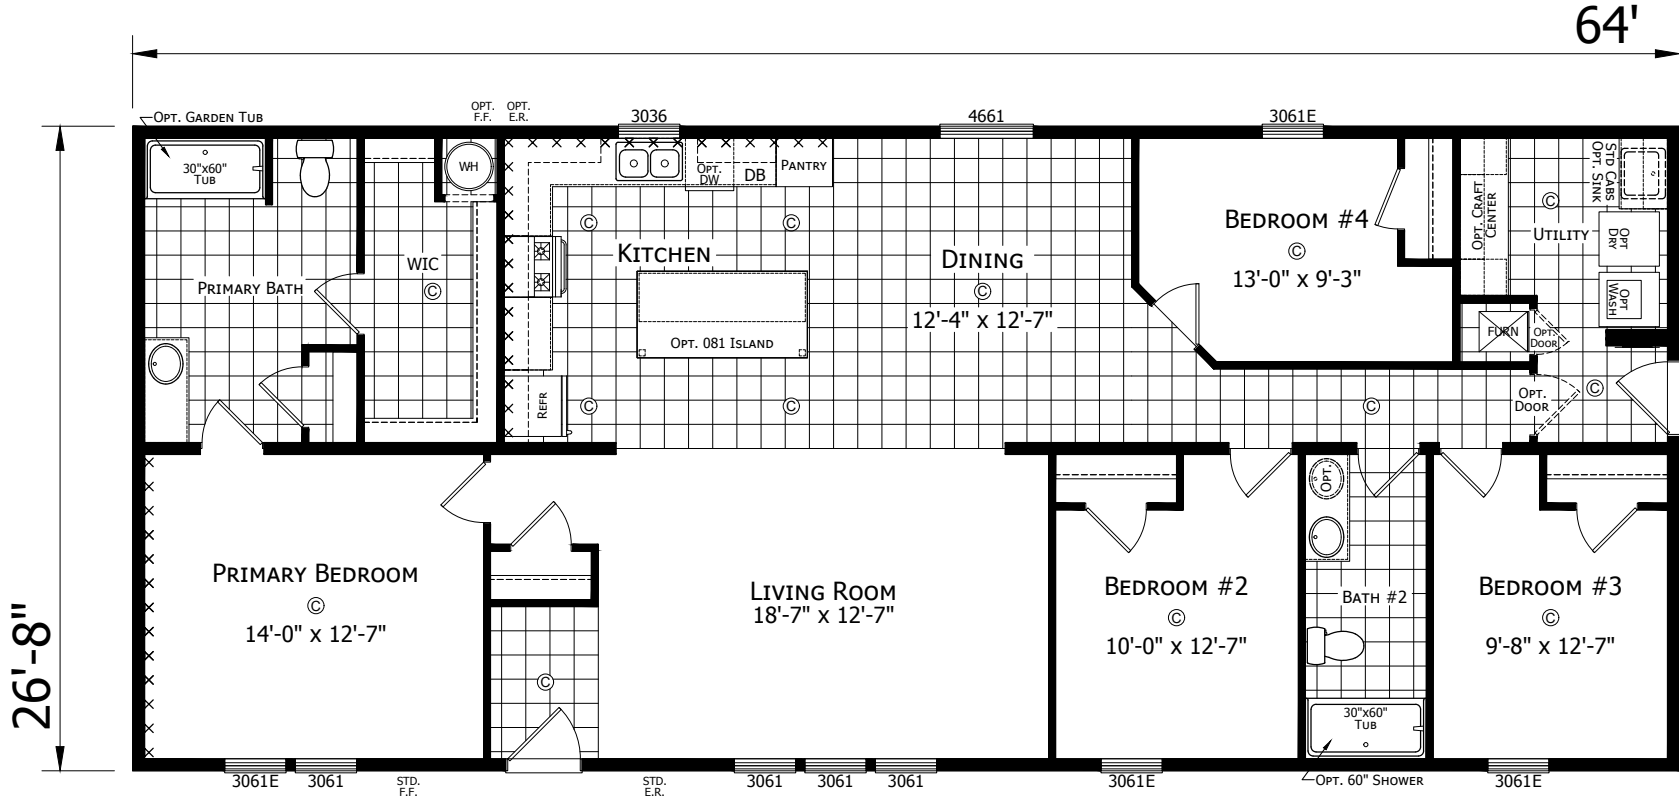 64'
26'-8"
OPT. GARDEN TUB
OPT.
F.F.
OPT.
E.R.
3036
4661
3061E
30"x60"
TUB
WH
OPT.
DW
DB
PANTRY
STD CABS
OPT. SINK
OPT. CRAFT
CENTER
UTILITY
OPT
DRY
OPT
WASH
BEDROOM #4
©
13'-0" x 9'-3"
KITCHEN
©
©
DINING
©
12'-4" x 12'-7"
WIC
©
PRIMARY BATH
OPT. 081 ISLAND
FURN
OPT.
DOOR
©
REFR
©
©
©
OPT.
DOOR
©
OPT.
PRIMARY BEDROOM
©
14'-0" x 12'-7"
LIVING ROOM
18'-7" x 12'-7"
©
BEDROOM #2
©
10'-0" x 12'-7"
BATH #2
BEDROOM #3
©
9'-8" x 12'-7"
30"x60"
TUB
3061E
3061
STD.
F.F.
STD.
E.R.
3061
3061
3061
3061E
OPT. 60" SHOWER
3061E